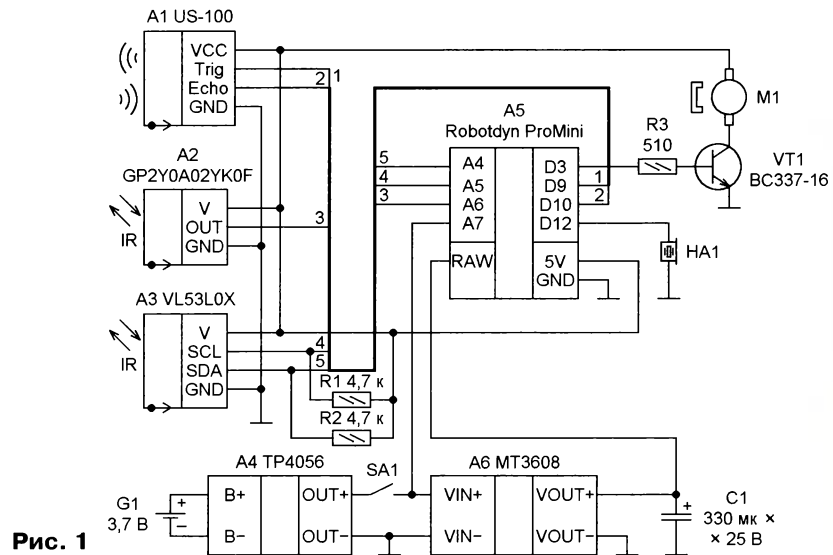 A1 US-100
VCC
Trig
Echo
GND
1
2
A2
GP2Y0A02YK0F
V
OUT
GND
IR
3
A3 VL53L0X
V
SCL
SDA
GND
IR
4
5
R1 4,7 к
R2 4,7 к
A5
Robotdyn ProMini
5
4
3
A4
A5
A6
A7
RAW
D3
D9
D10
D12
5V
GND
1
2
R3
510
M1
VT1
BC337-16
HA1
A4 TP4056
B+
B−
OUT+
OUT−
G1
3,7 В
+
−
SA1
A6 MT3608
VIN+
VIN−
VOUT+
VOUT−
+
C1
330 мк ×
× 25 В
Рис. 1